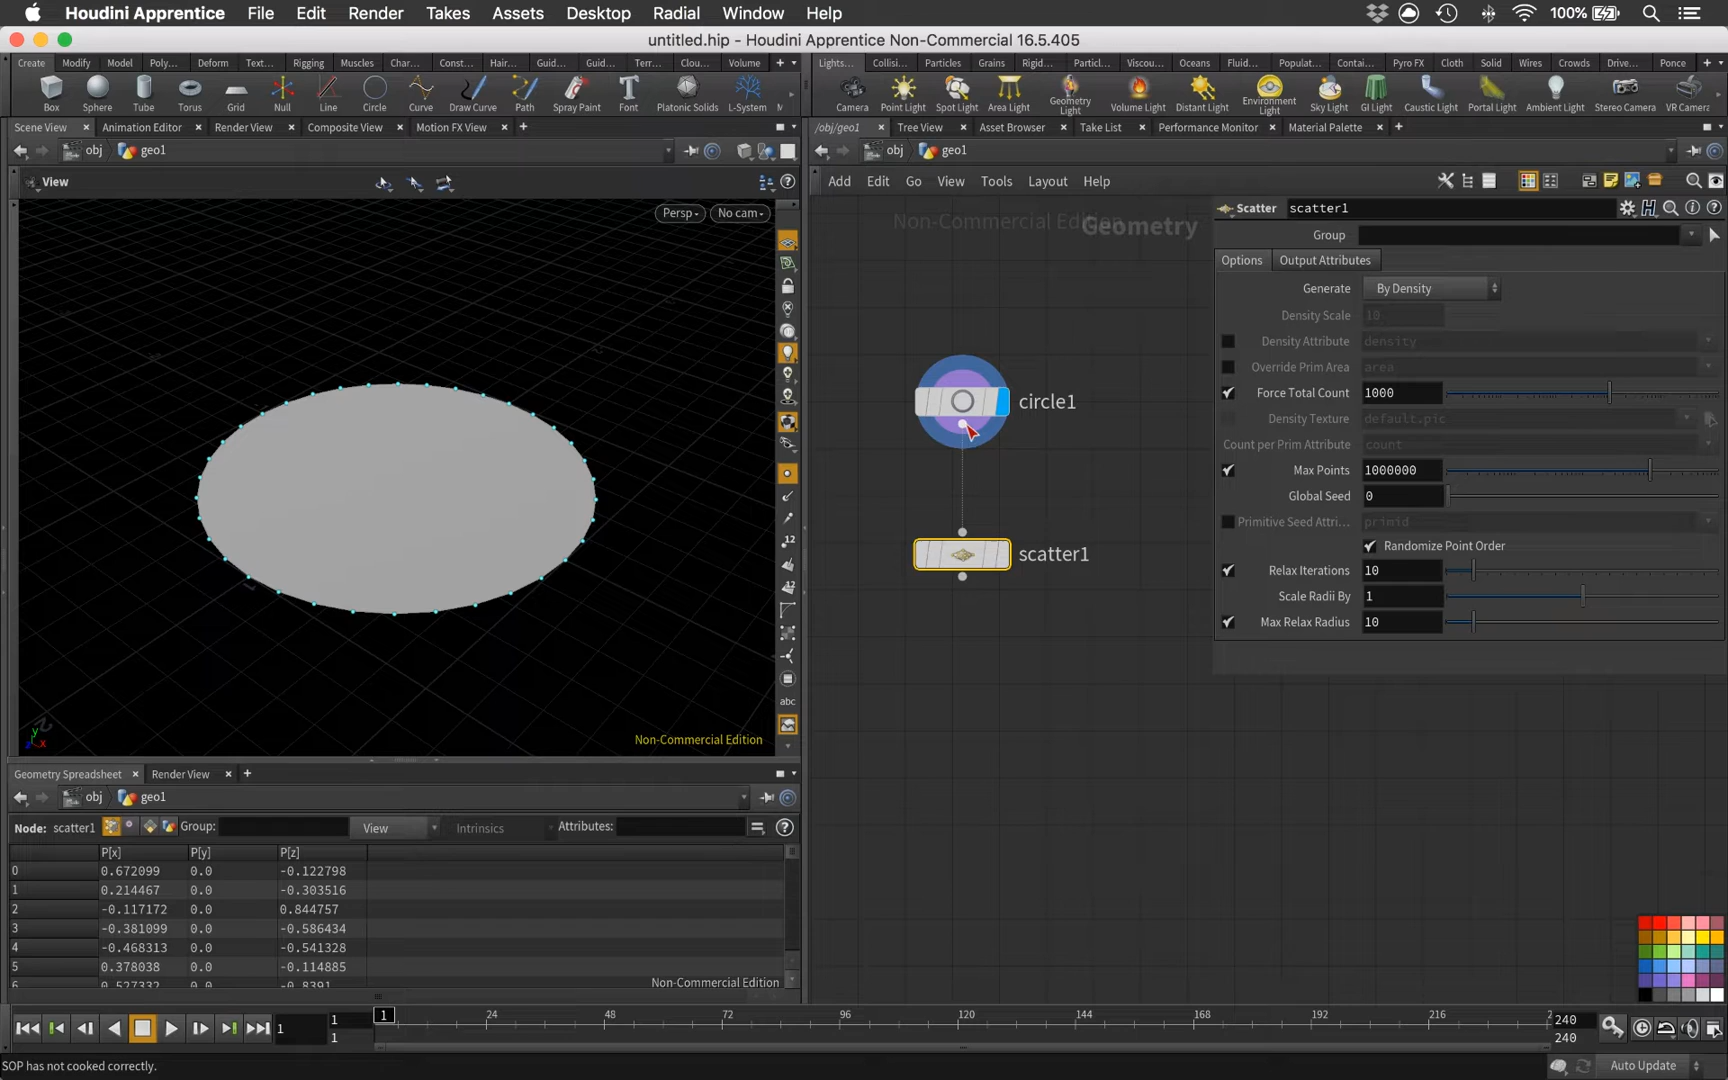 Houdini Apprentice File Edit Render Takes Assets Desktop Radial Window Help 100%
untitled.hip - Houdini Apprentice Non-Commercial 16.5.405
Create Modify Model Poly... Deform Text... Rigging Muscles Char... Const... Hair... Guid... Guid... Terr... Clou... Volume
Lights... Collisi... Particles Grains Rigid... Particl... Viscou... Oceans Fluid... Populat... Contai... Pyro FX Cloth Solid Wires Crowds Drive... Ponce
Box Sphere Tube Torus Grid Null Line Circle Curve Draw Curve Path Spray Paint Font Platonic Solids L-System
Camera Point Light Spot Light Area Light Geometry Light Volume Light Distant Light Environment Light Sky Light GI Light Caustic Light Portal Light Ambient Light Stereo Camera VR Camera
Scene View Animation Editor Render View Composite View Motion FX View
/obj/geo1 Tree View Asset Browser Take List Performance Monitor Material Palette
obj geo1
obj geo1
View
Add Edit Go View Tools Layout Help
Persp No cam
Non-Commercial Edition
Geometry
Scatter scatter1
Group
Options Output Attributes
Generate By Density
Density Scale 10
Density Attribute density
Override Prim Area area
Force Total Count 1000
Density Texture default.pic
Count per Prim Attribute count
Max Points 1000000
Global Seed 0
Primitive Seed Attri... primid
Randomize Point Order
Relax Iterations 10
Scale Radii By 1
Max Relax Radius 10
circle1
scatter1
12
12
abc
y
x
Non-Commercial Edition
Geometry Spreadsheet Render View
obj geo1
Node: scatter1 Group: View Intrinsics Attributes:
P[x] P[y] P[z]
0 0.672099 0.0 -0.122798
1 0.214467 0.0 -0.303516
2 -0.117172 0.0 0.844757
3 -0.381099 0.0 -0.586434
4 -0.468313 0.0 -0.541328
5 0.378038 0.0 -0.114885
6 0.527332 0.0 -0.8391
Non-Commercial Edition
1 1 1 1 24 48 72 96 120 144 168 192 216 2 240 240
SOP has not cooked correctly.
Auto Update